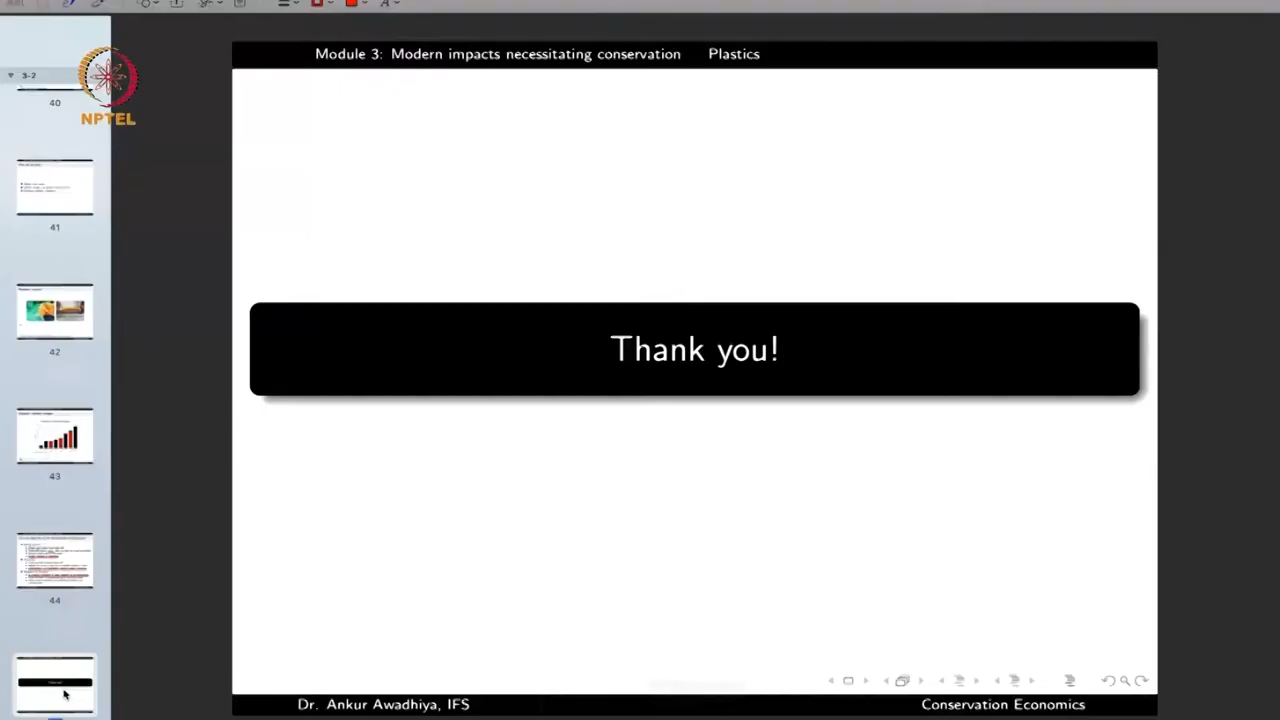 Module 3: Modern impacts necessitating conservation Plastics
3-2
NPTEL
40
41
42
43
44
Thank you!
Dr. Ankur Awadhiya, IFS
Conservation Economics